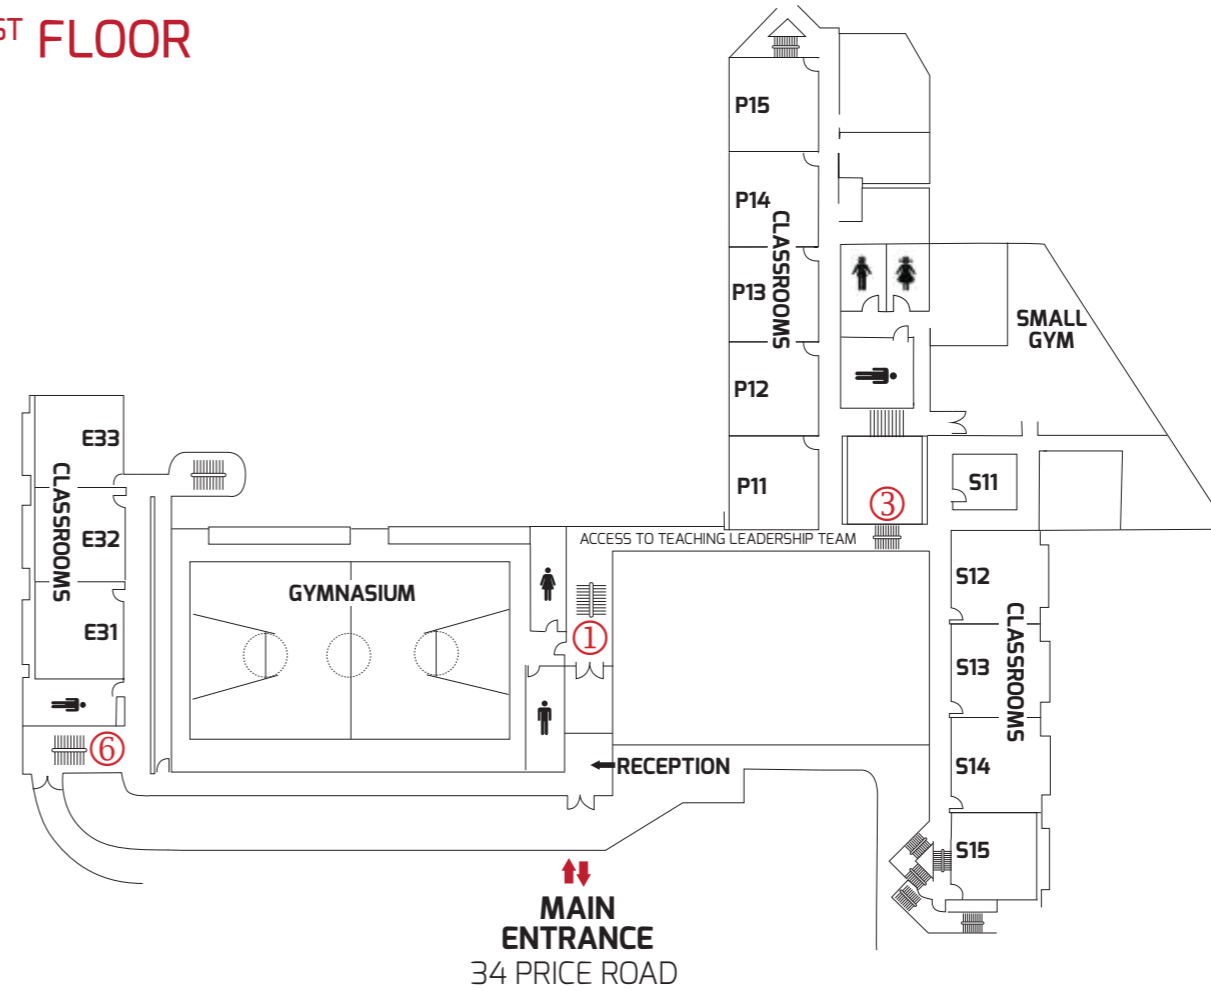 ST FLOOR
P15
P14
CLASSROOMS
P13
SMALL
GYM
P12
E33
CLASSROOMS
P11
S11
③
E32
ACCESS TO TEACHING LEADERSHIP TEAM
GYMNASIUM
S12
E31
①
CLASSROOMS
S13
⑥
RECEPTION
S14
S15
MAIN
ENTRANCE
34 PRICE ROAD